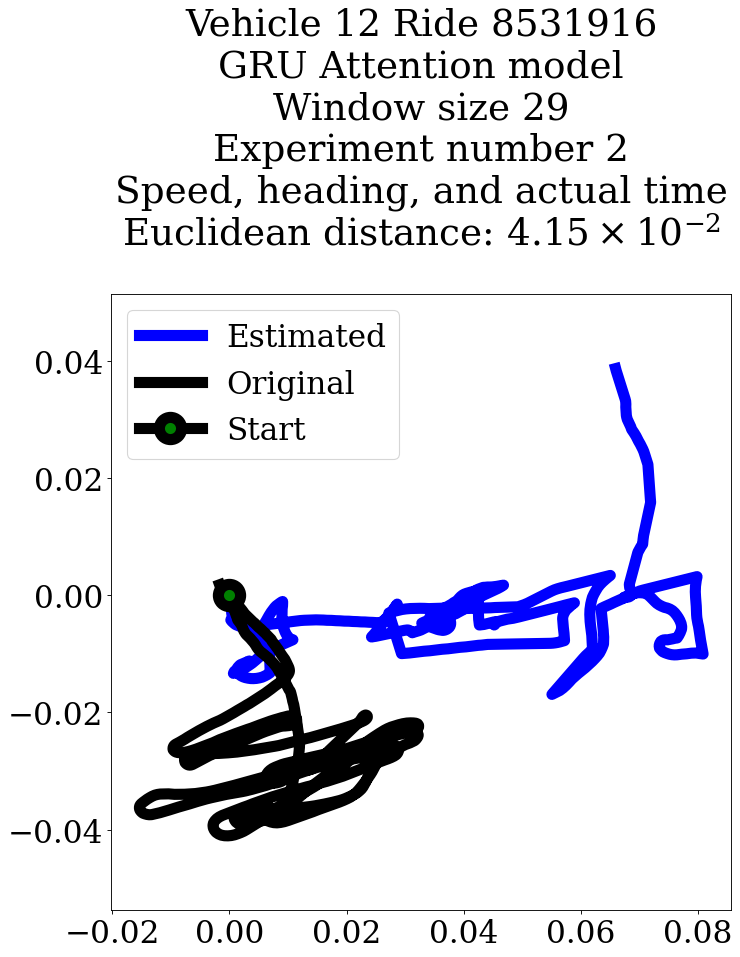 Vehicle 12 Ride 8531916
GRU Attention model
Window size 29
Experiment number 2
Speed, heading, and actual time
Euclidean distance: 4.15 × 10⁻²
Estimated
Original
Start
0.04
0.02
0.00
−0.02
−0.04
−0.02 0.00 0.02 0.04 0.06 0.08